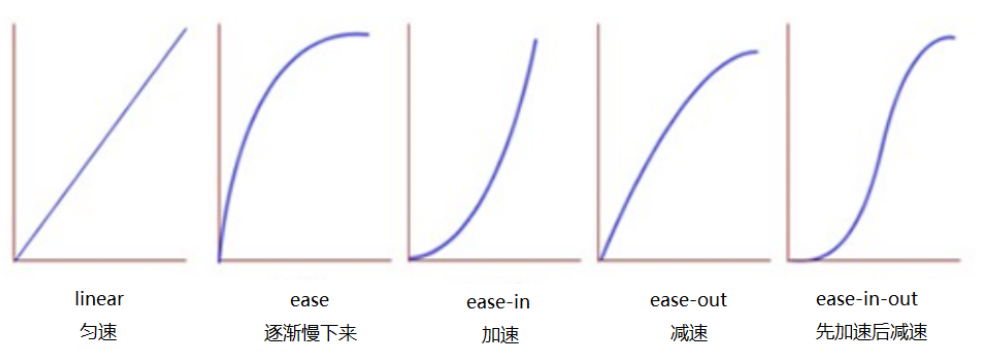 linear
匀速
ease
逐渐慢下来
ease-in
加速
ease-out
减速
ease-in-out
先加速后减速